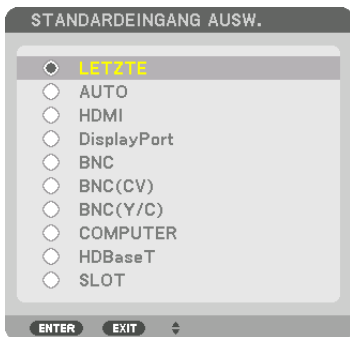 STANDARDEINGANG AUSW.
LETZTE
AUTO
HDMI
DisplayPort
BNC
BNC(CV)
BNC(Y/C)
COMPUTER
HDBaseT
SLOT
ENTER EXIT